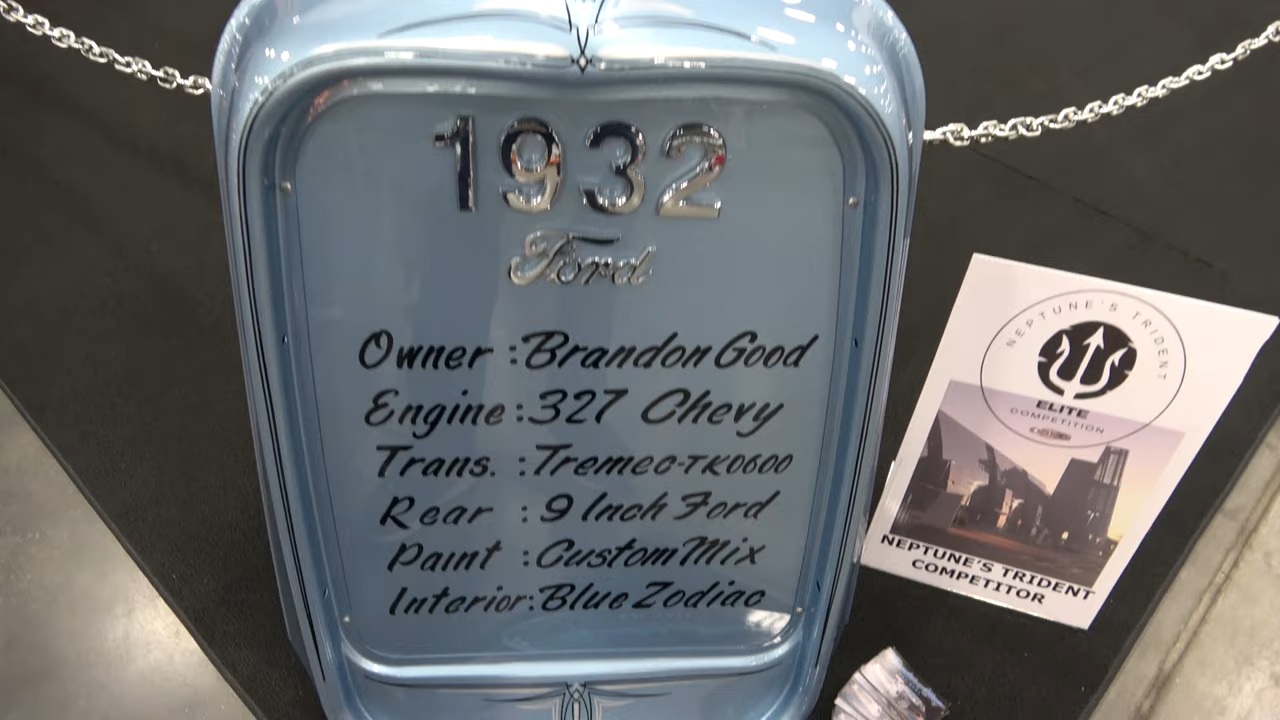 1932
Ford
Owner :Brandon Good
Engine:327 Chevy
Trans. :Tremec-TKO600
Rear :9 Inch Ford
Paint :Custom Mix
Interior:Blue Zodiac
NEPTUNE'S TRIDENT
ELITE
COMPETITION
NEPTUNE'S TRIDENT
COMPETITOR